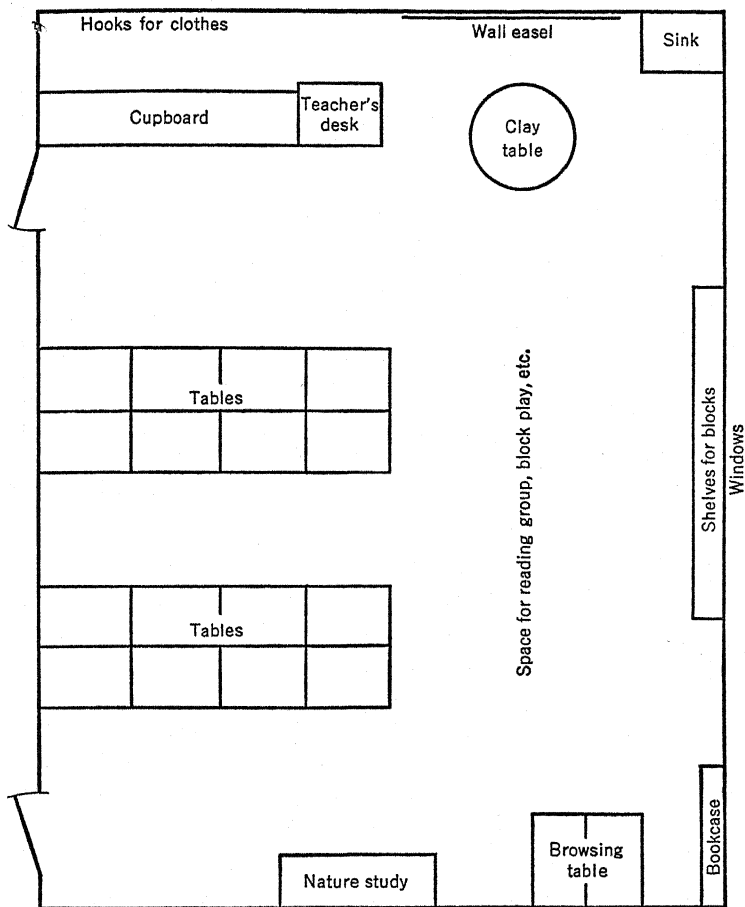 Hooks for clothes
Wall easel
Sink
Cupboard
Teacher's
desk
Clay
table
Tables
Space for reading group, block play, etc.
Shelves for blocks
Windows
Tables
Bookcase
Browsing
table
Nature study